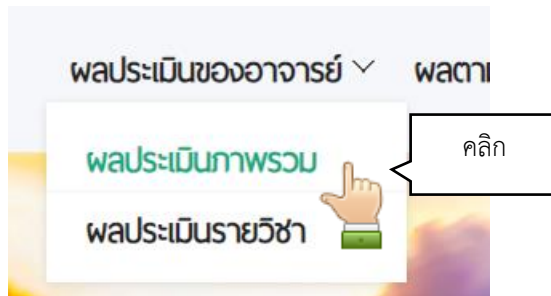 ผลประเมินของอาจารย์
ผลประเมินภาพรวม
คลิก
ผลประเมินรายวิชา